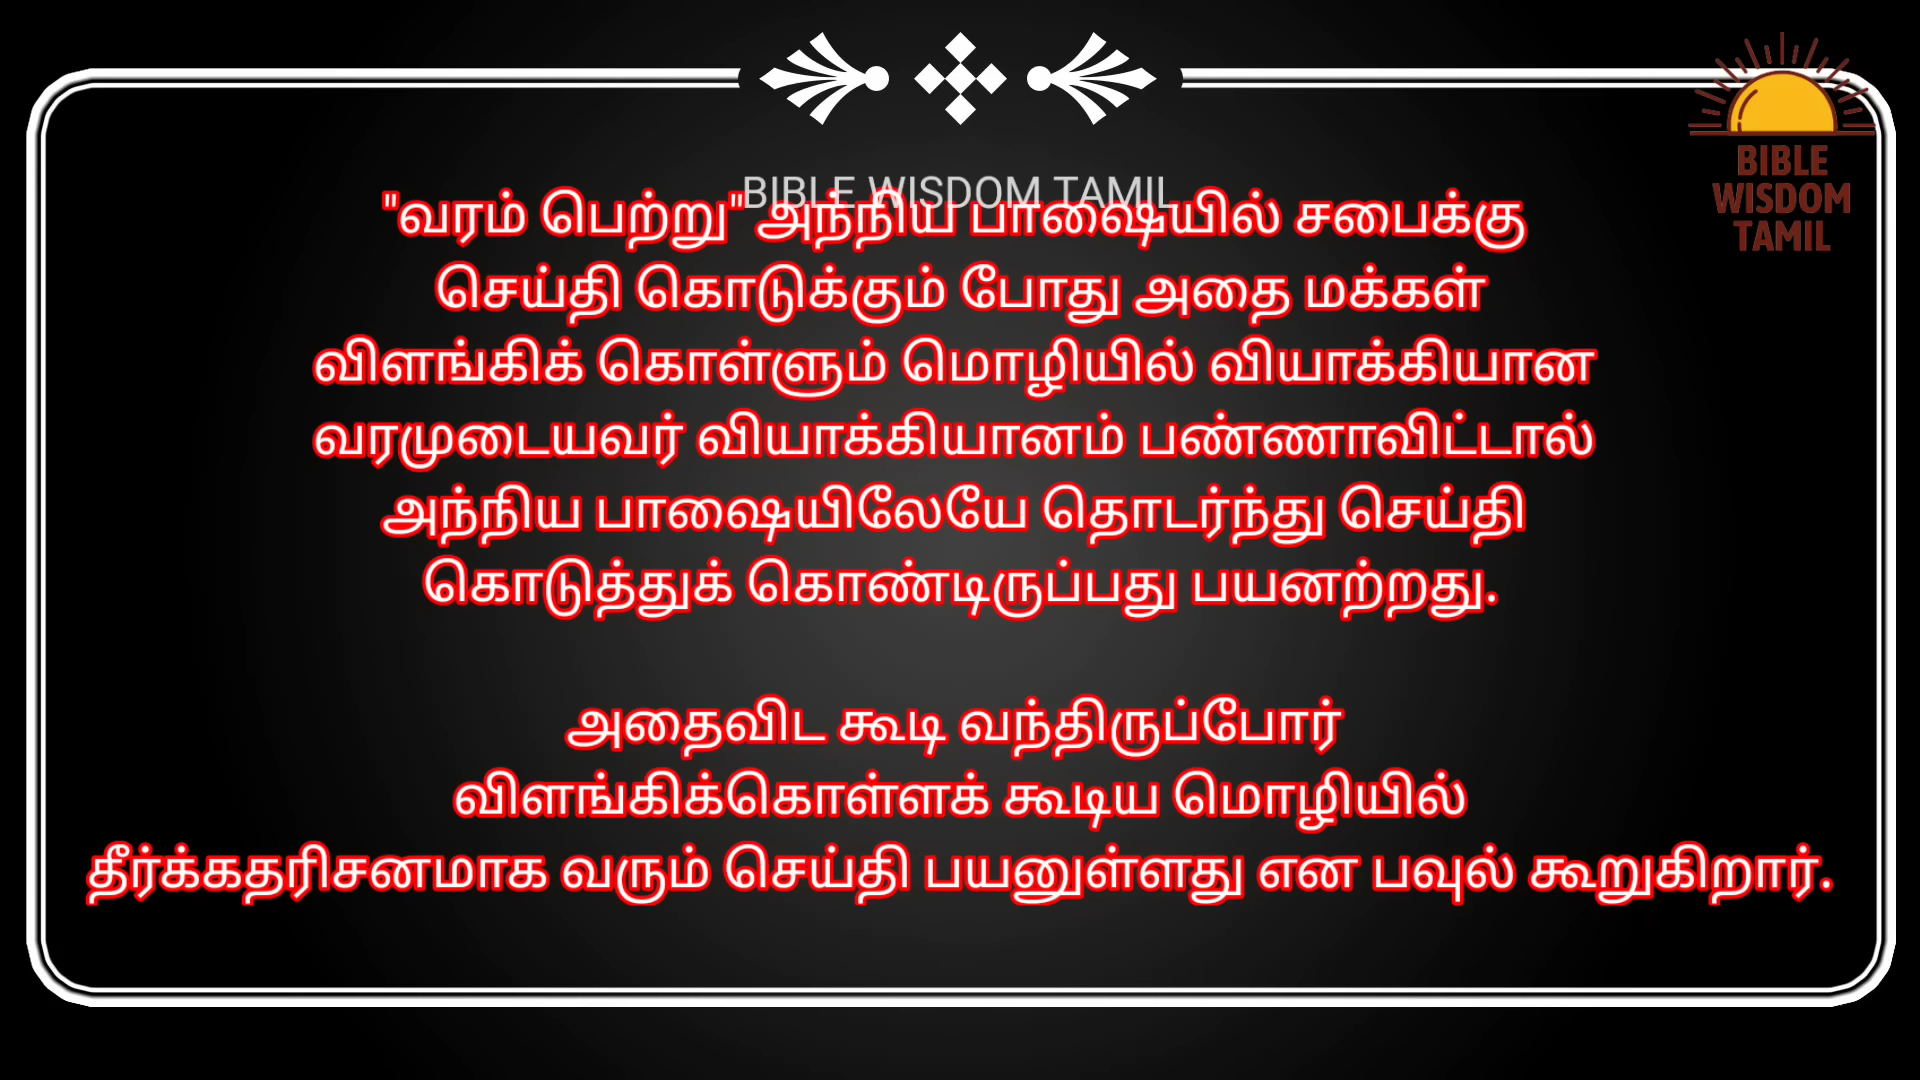 BIBLE WISDOM TAMIL
BIBLE
WISDOM
TAMIL
"வரம் பெற்று" அந்நிய பாஷையில் சபைக்கு
செய்தி கொடுக்கும் போது அதை மக்கள்
விளங்கிக் கொள்ளும் மொழியில் வியாக்கியான
வரமுடையவர் வியாக்கியானம் பண்ணாவிட்டால்
அந்நிய பாஷையிலேயே தொடர்ந்து செய்தி
கொடுத்துக் கொண்டிருப்பது பயனற்றது.
அதைவிட கூடி வந்திருப்போர்
விளங்கிக்கொள்ளக் கூடிய மொழியில்
தீர்க்கதரிசனமாக வரும் செய்தி பயனுள்ளது என பவுல் கூறுகிறார்.